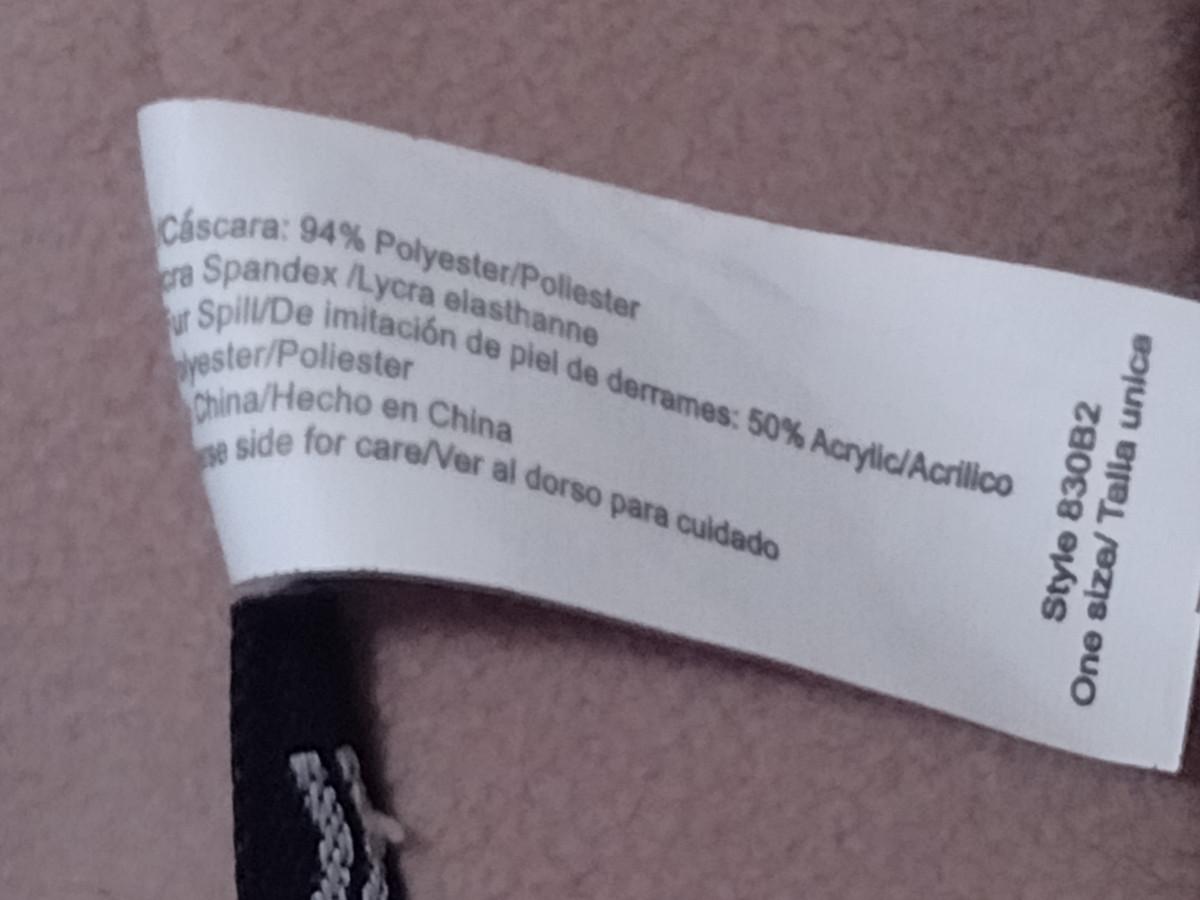 /Cáscara: 94% Polyester/Poliester
Spandex /Lycra elasthanne
Spill/De imitación de piel de derrames: 50% Acrylic/Acrilico
/Poliester
China/Hecho en China
side for care/Ver al dorso para cuidado
Style 830B2
One size/ Talla unica